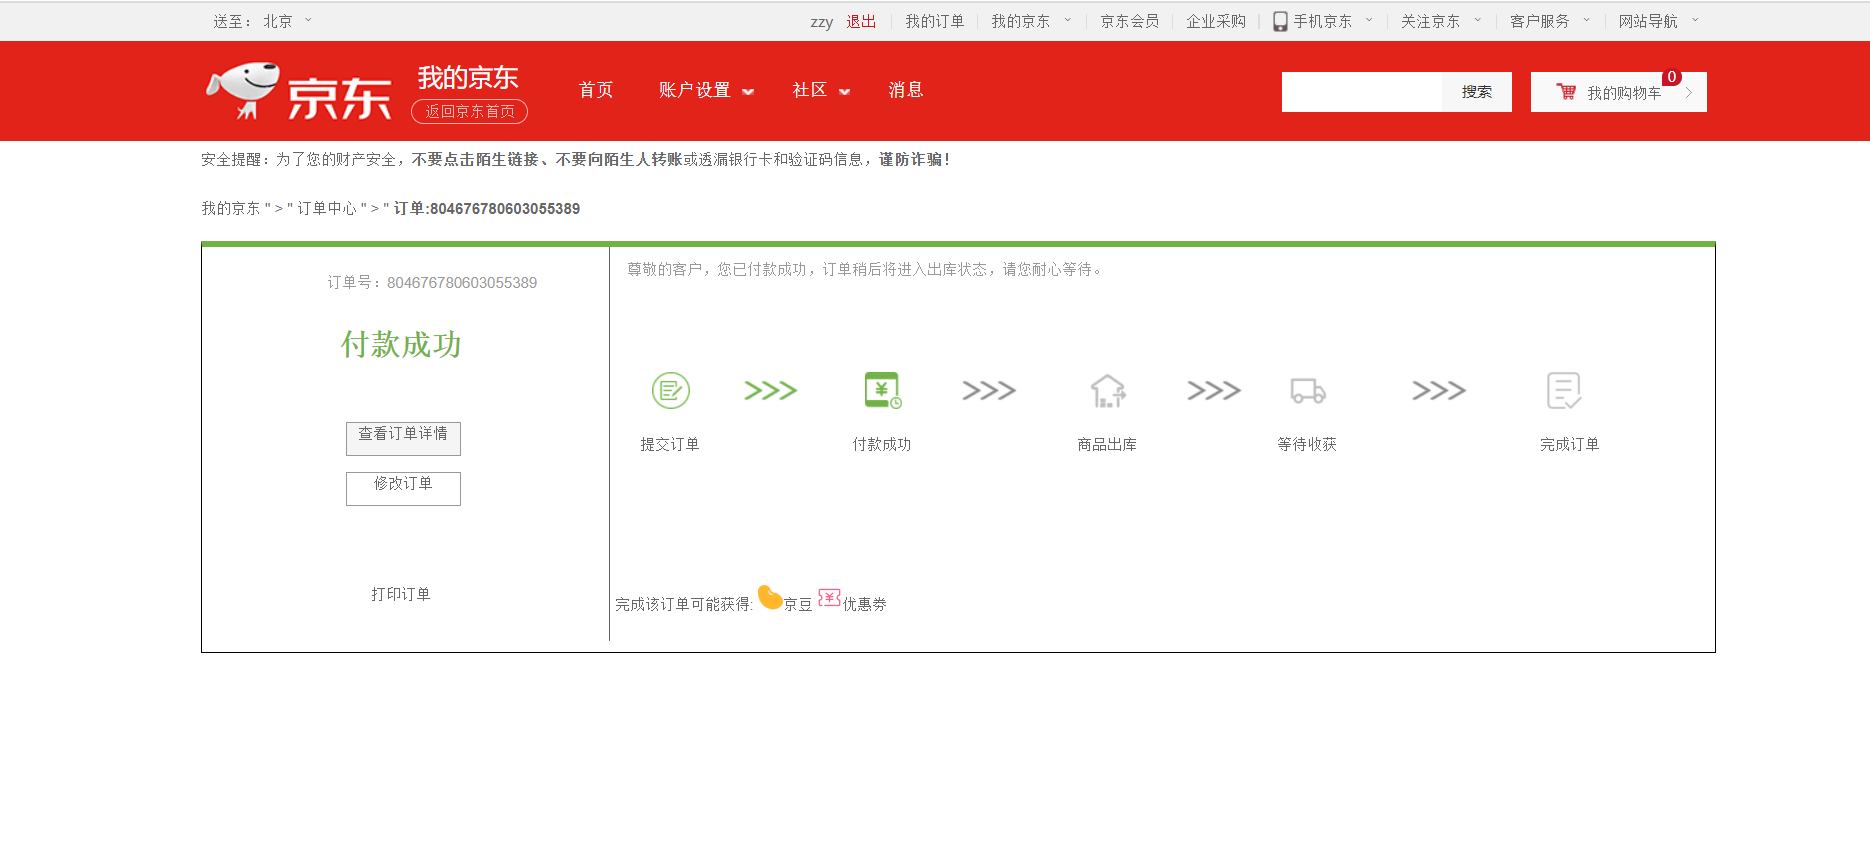 送至： 北京
zzy 退出 我的订单 我的京东 京东会员 企业采购 手机京东 关注京东 客户服务 网站导航
京东
我的京东
返回京东首页
首页 账户设置 社区 消息
搜索
我的购物车 0
安全提醒：为了您的财产安全，不要点击陌生链接、不要向陌生人转账或透漏银行卡和验证码信息，谨防诈骗！
我的京东 " > " 订单中心 " > " 订单:804676780603055389
订单号：804676780603055389
付款成功
查看订单详情
修改订单
打印订单
尊敬的客户，您已付款成功，订单稍后将进入出库状态，请您耐心等待。
提交订单 付款成功 商品出库 等待收获 完成订单
完成该订单可能获得: 京豆 优惠劵